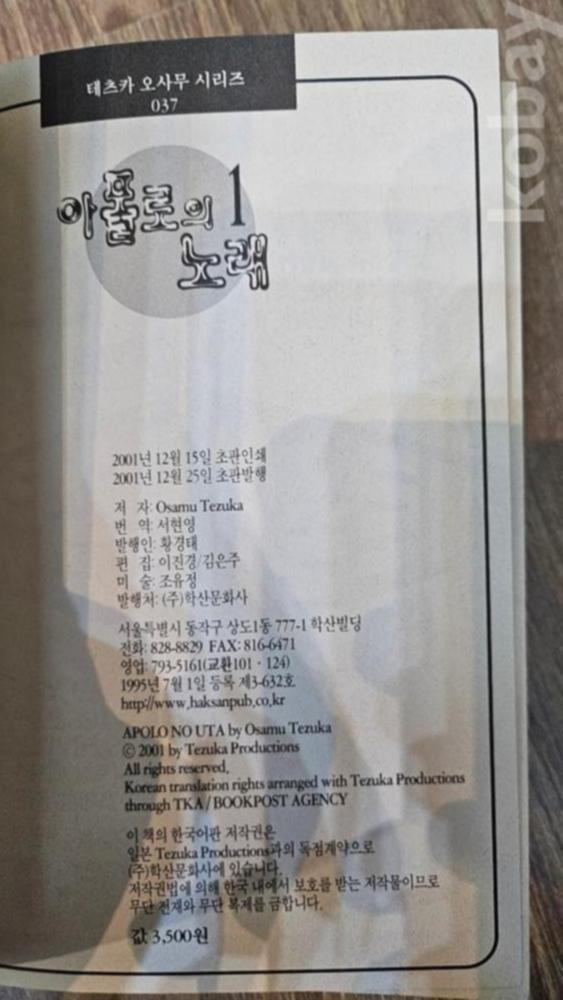 테츠카 오사무 시리즈
037
아폴로의 1
노래
2001년 12월 15일 초판인쇄
2001년 12월 25일 초판발행
저 자: Osamu Tezuka
번 역: 서현영
발행인: 황경태
편 집: 이진경/김은주
미 술: 조유정
발행처: (주)학산문화사
서울특별시 동작구 상도1동 777-1 학산빌딩
전화: 828-8829 FAX: 816-6471
영업: 793-5161(교환101·124)
1995년 7월 1일 등록 제3-632호
http://www.haksanpub.co.kr
APOLO NO UTA by Osamu Tezuka
© 2001 by Tezuka Productions
All rights reserved.
Korean translation rights arranged with Tezuka Productions
through TKA / BOOKPOST AGENCY
이 책의 한국어판 저작권은
일본 Tezuka Productions과의 독점계약으로
(주)학산문화사에 있습니다.
저작권법에 의해 한국 내에서 보호를 받는 저작물이므로
무단 전재와 무단 복제를 금합니다.
값 3,500원
kobay